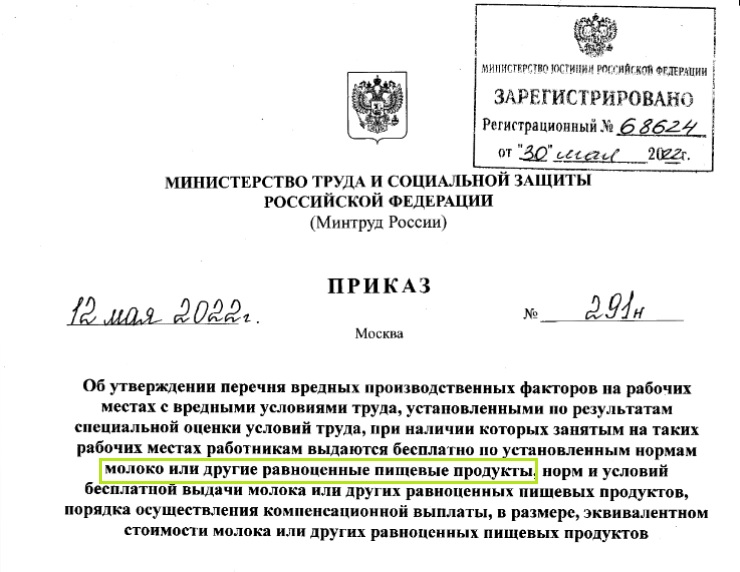 МИНИСТЕРСТВО ЮСТИЦИИ РОССИЙСКОЙ ФЕДЕРАЦИИ
ЗАРЕГИСТРИРОВАНО
Регистрационный № 68624
от "30" мая 2022г.
МИНИСТЕРСТВО ТРУДА И СОЦИАЛЬНОЙ ЗАЩИТЫ
РОССИЙСКОЙ ФЕДЕРАЦИИ
(Минтруд России)
ПРИКАЗ
12 мая 2022г.
№ 291н
Москва
Об утверждении перечня вредных производственных факторов на рабочих
местах с вредными условиями труда, установленными по результатам
специальной оценки условий труда, при наличии которых занятым на таких
рабочих местах работникам выдаются бесплатно по установленным нормам
молоко или другие равноценные пищевые продукты, норм и условий
бесплатной выдачи молока или других равноценных пищевых продуктов,
порядка осуществления компенсационной выплаты, в размере, эквивалентном
стоимости молока или других равноценных пищевых продуктов